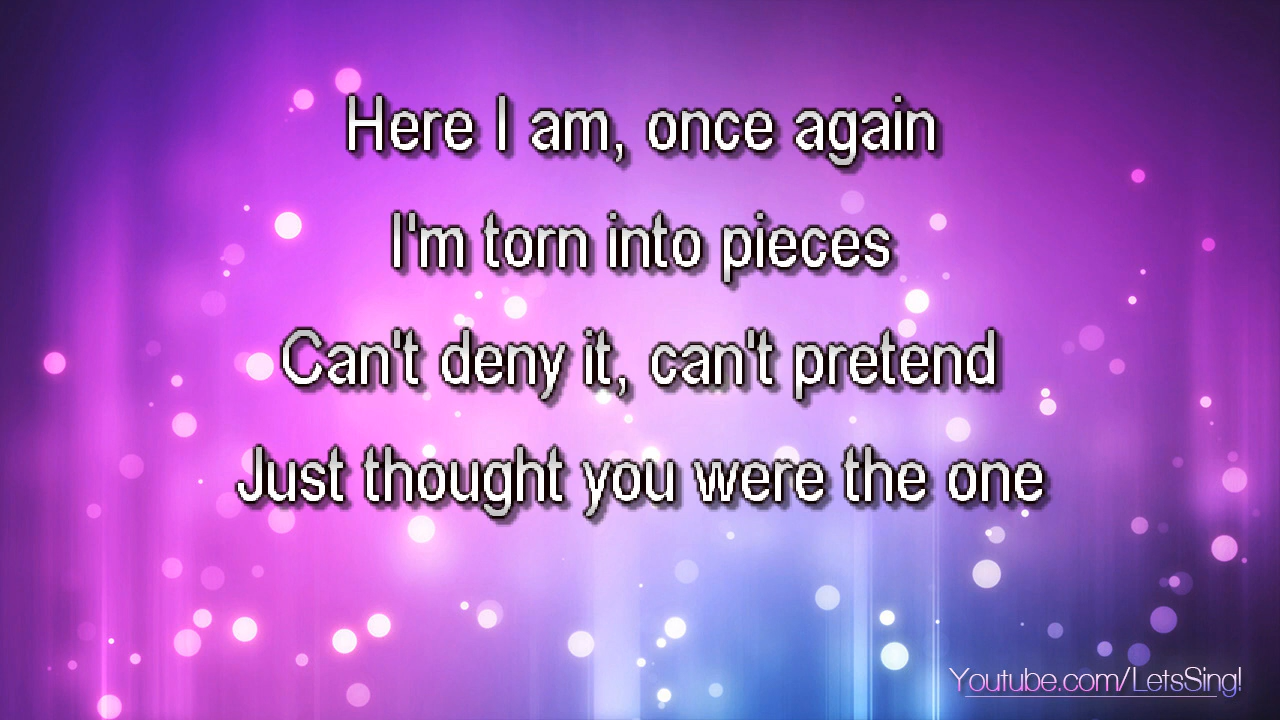 Here I am, once again
I'm torn into pieces
Can't deny it, can't pretend
Just thought you were the one
Youtube.com/LetsSing!